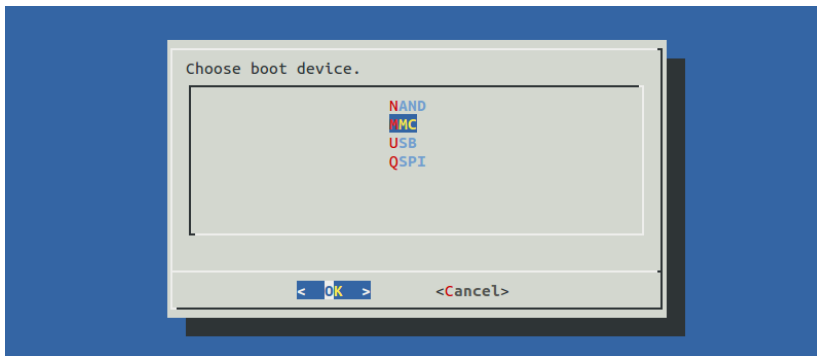 Choose boot device.
NAND
MMC
USB
QSPI
< OK > <Cancel>